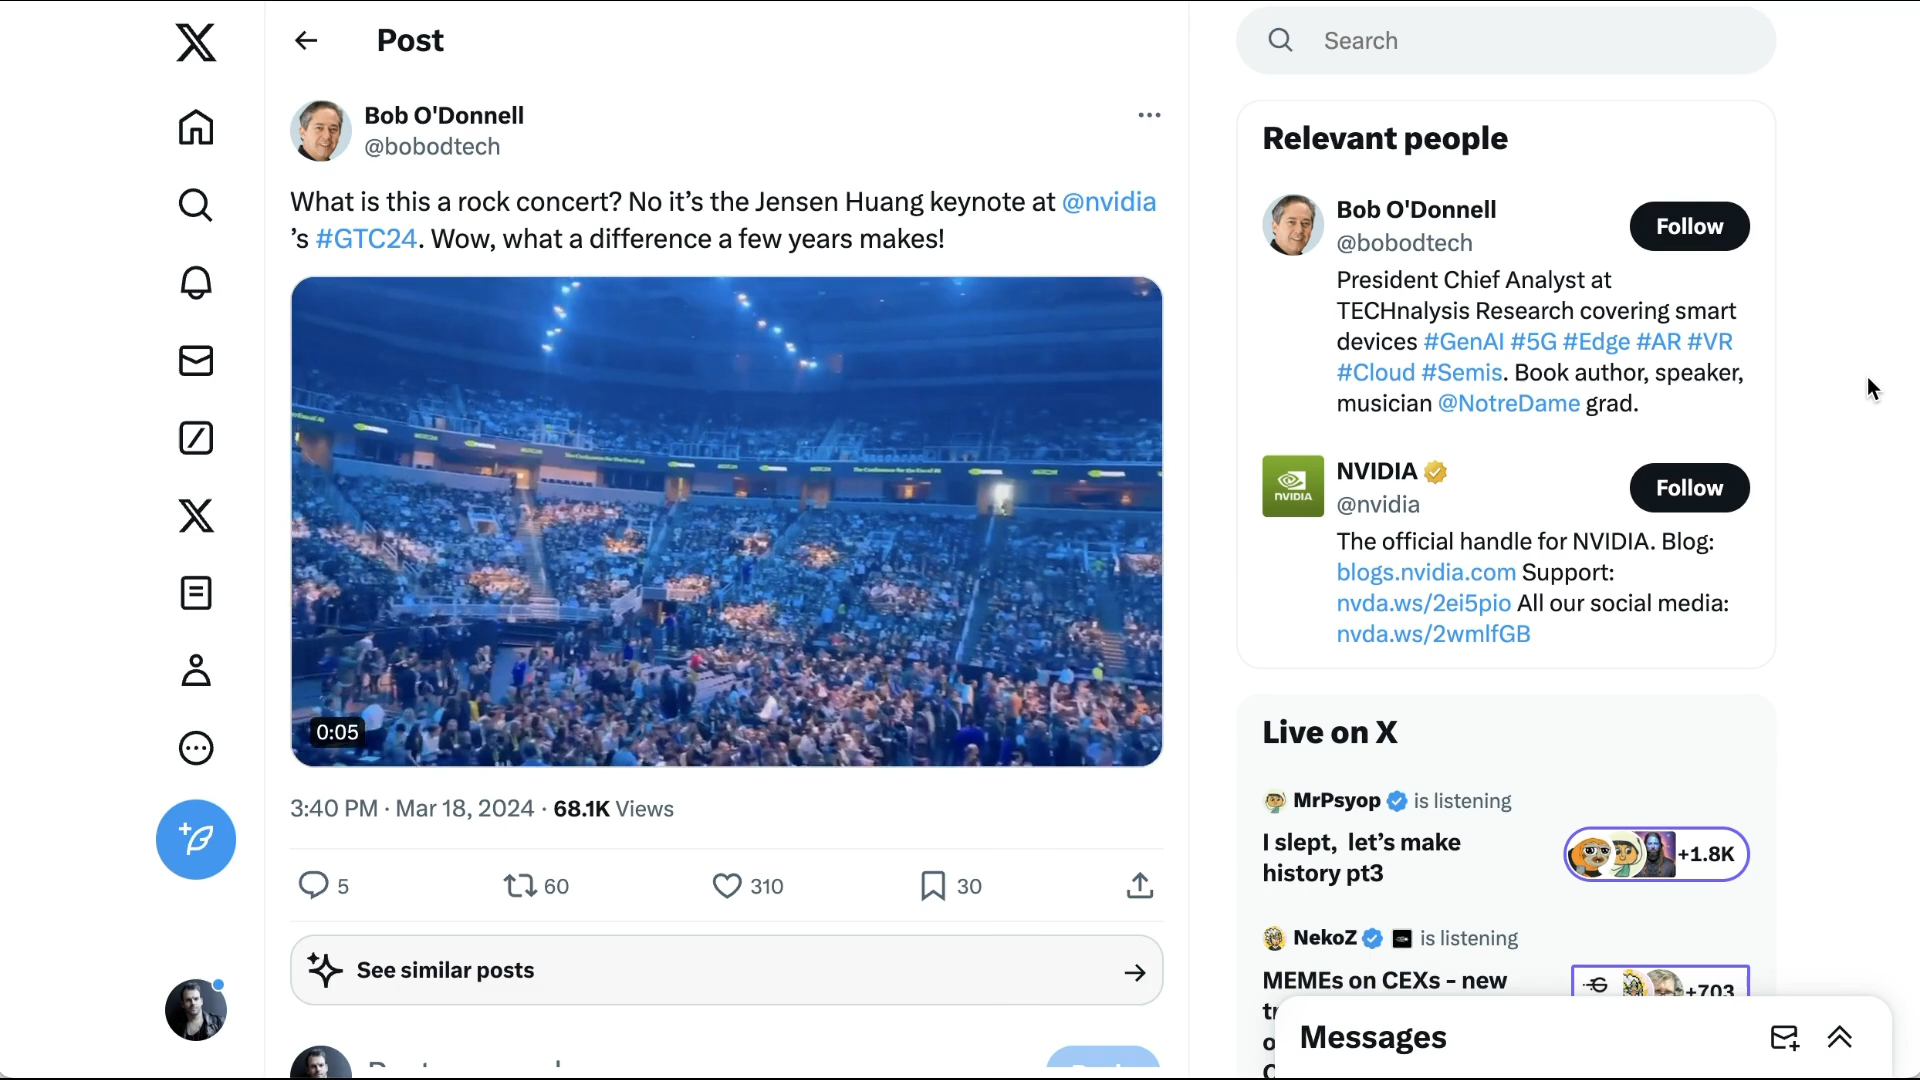 Post
Bob O'Donnell
@bobodtech
What is this a rock concert? No it’s the Jensen Huang keynote at @nvidia
’s #GTC24. Wow, what a difference a few years makes!
0:05
3:40 PM · Mar 18, 2024 · 68.1K Views
5
60
310
30
See similar posts
Search
Relevant people
Bob O'Donnell
@bobodtech
Follow
President Chief Analyst at
TECHnalysis Research covering smart
devices #GenAI #5G #Edge #AR #VR
#Cloud #Semis. Book author, speaker,
musician @NotreDame grad.
NVIDIA
NVIDIA
@nvidia
Follow
The official handle for NVIDIA. Blog:
blogs.nvidia.com Support:
nvda.ws/2ei5pio All our social media:
nvda.ws/2wmlfGB
Live on X
MrPsyop is listening
I slept, let’s make
history pt3
+1.8K
NekoZ is listening
MEMEs on CEXs – new
+703
Messages